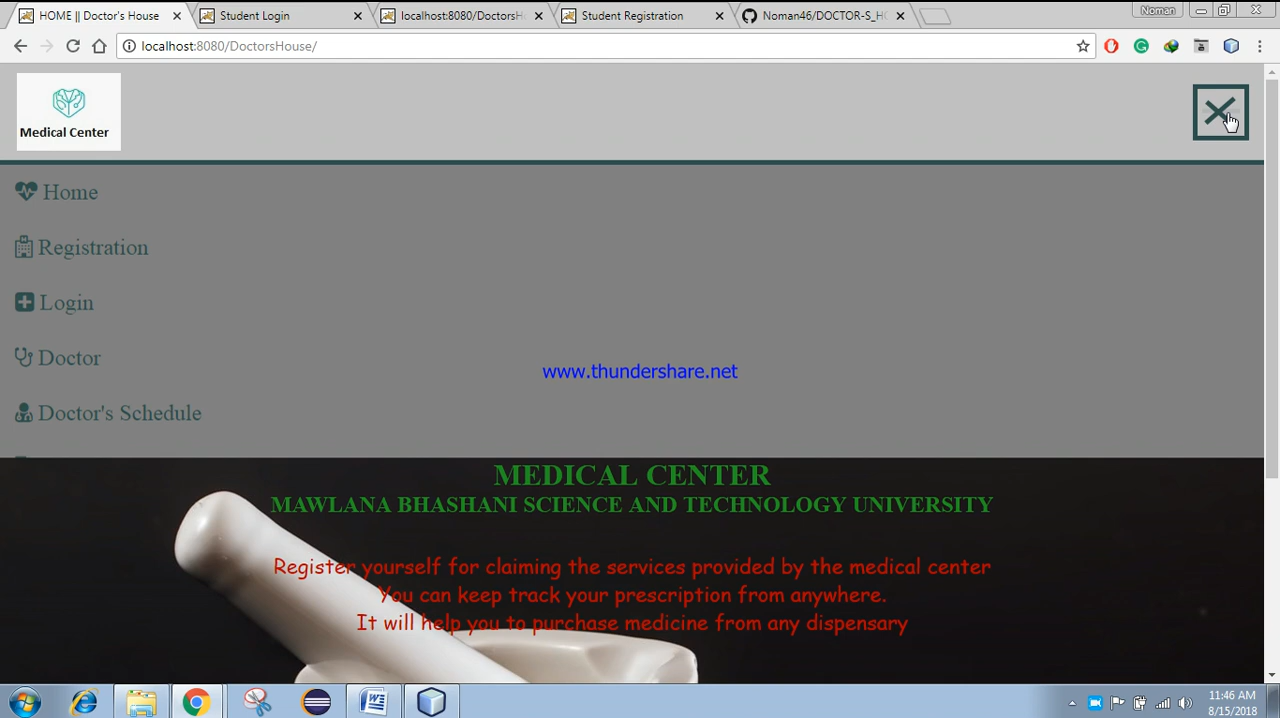 HOME || Doctor's House
Student Login
localhost:8080/DoctorsH
Student Registration
Noman46/DOCTOR-S_HO
Noman
localhost:8080/DoctorsHouse/
Medical Center
Home
Registration
Login
Doctor
Doctor's Schedule
www.thundershare.net
MEDICAL CENTER
MAWLANA BHASHANI SCIENCE AND TECHNOLOGY UNIVERSITY
Register yourself for claiming the services provided by the medical center
You can keep track your prescription from anywhere.
It will help you to purchase medicine from any dispensary
11:46 AM
8/15/2018